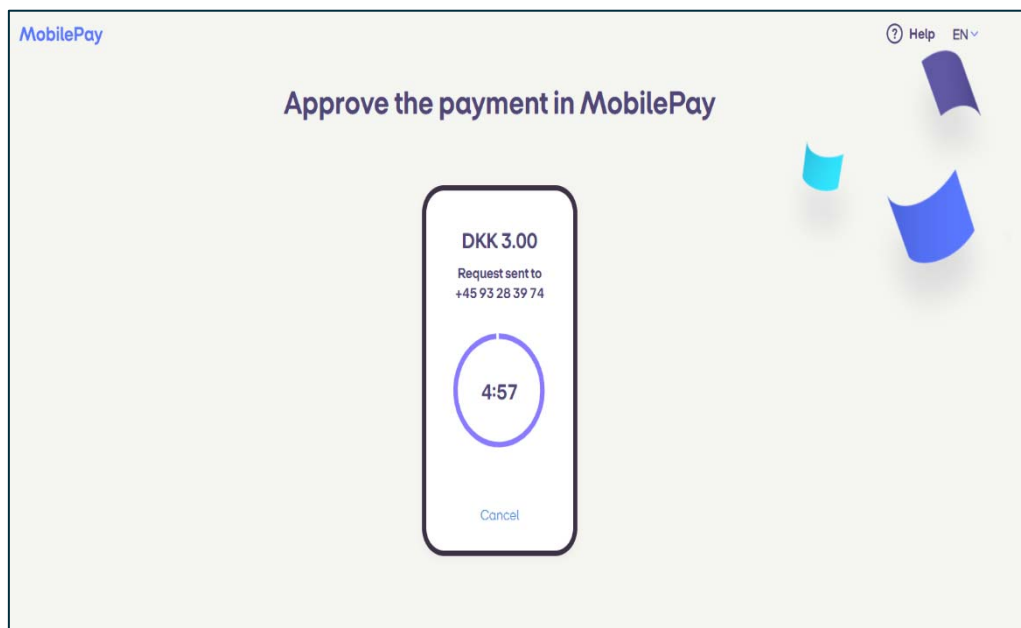 MobilePay
? Help EN
Approve the payment in MobilePay
DKK 3.00
Request sent to
+45 93 28 39 74
4:57
Cancel